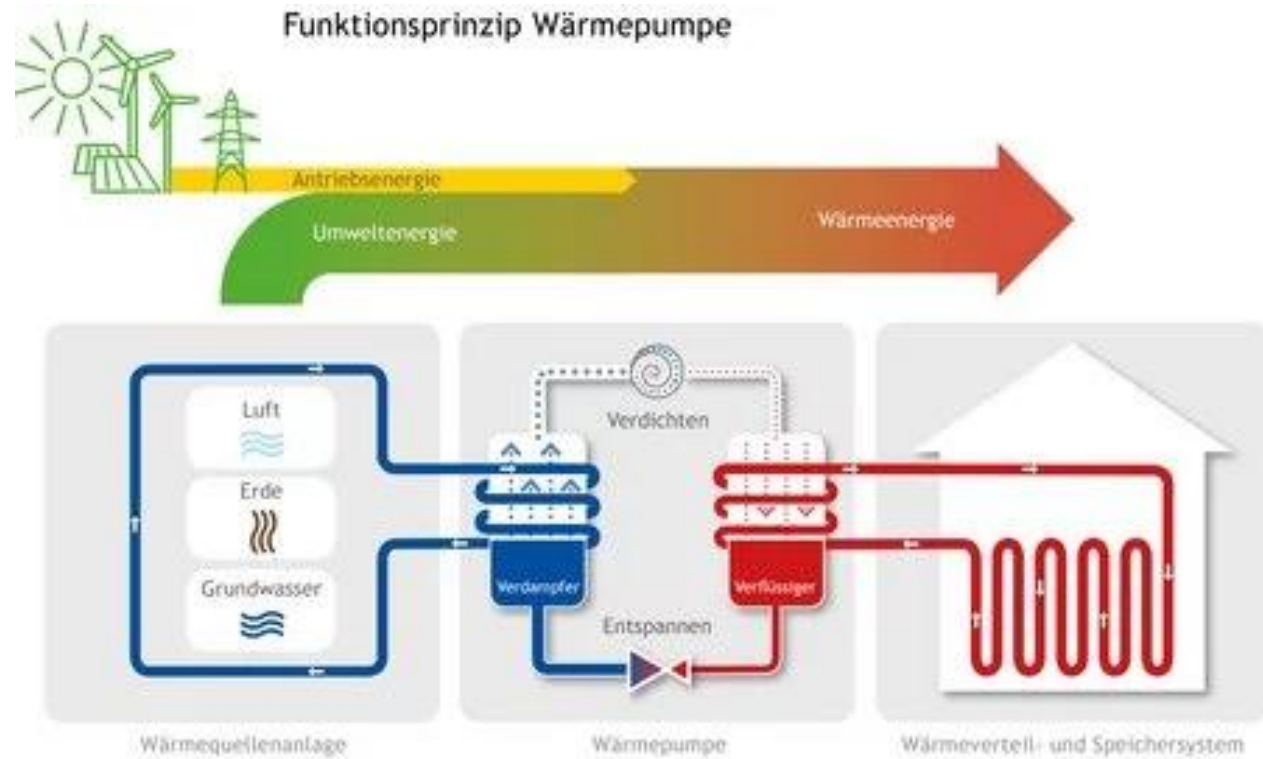 Funktionsprinzip Wärmepumpe
Antriebsenergie
Umweltenergie
Wärmeenergie
Luft
Erde
Grundwasser
Verdichten
Verdampfer
Verflüssiger
Entspannen
Wärmequellenanlage
Wärmepumpe
Wärmeverteil- und Speichersystem